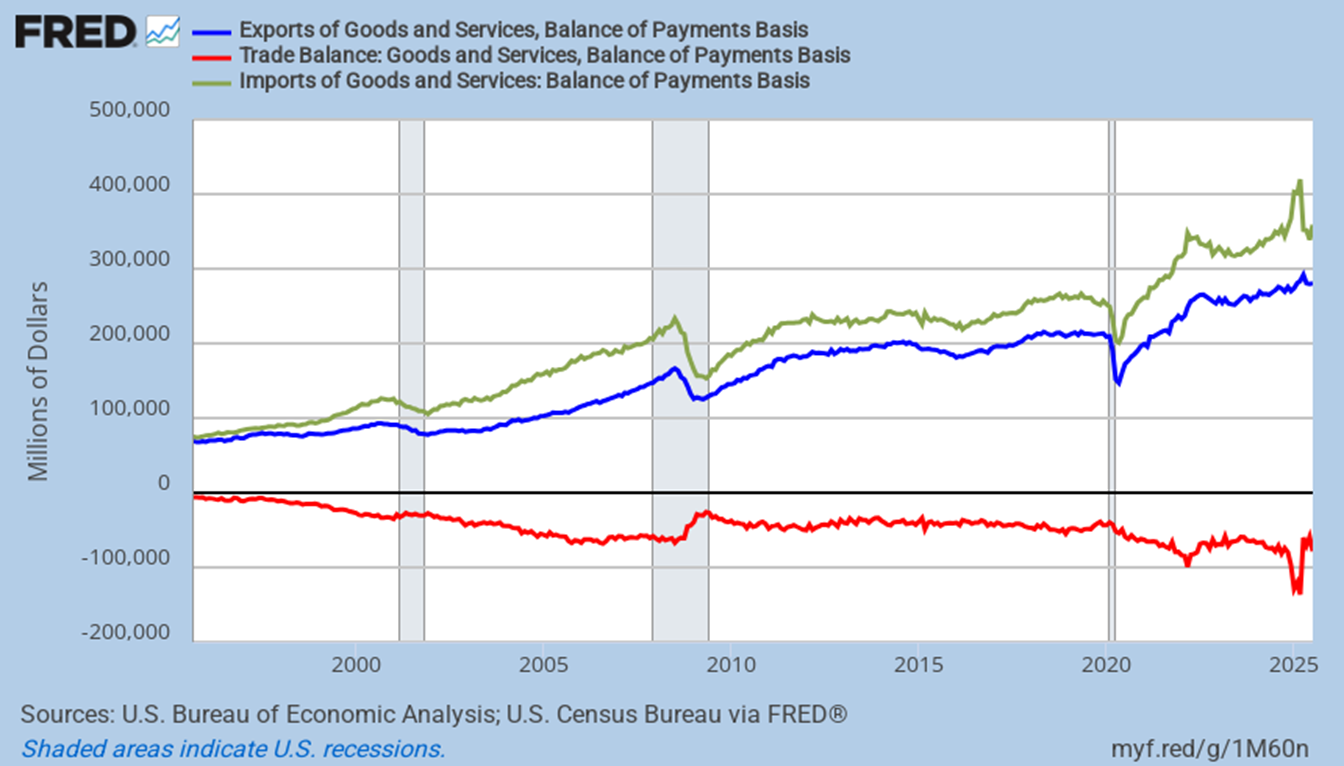 FRED
Exports of Goods and Services, Balance of Payments Basis
Trade Balance: Goods and Services, Balance of Payments Basis
Imports of Goods and Services: Balance of Payments Basis
Millions of Dollars
500,000
400,000
300,000
200,000
100,000
0
-100,000
-200,000
2000 2005 2010 2015 2020 2025
Sources: U.S. Bureau of Economic Analysis; U.S. Census Bureau via FRED®
Shaded areas indicate U.S. recessions.
myf.red/g/1M60n